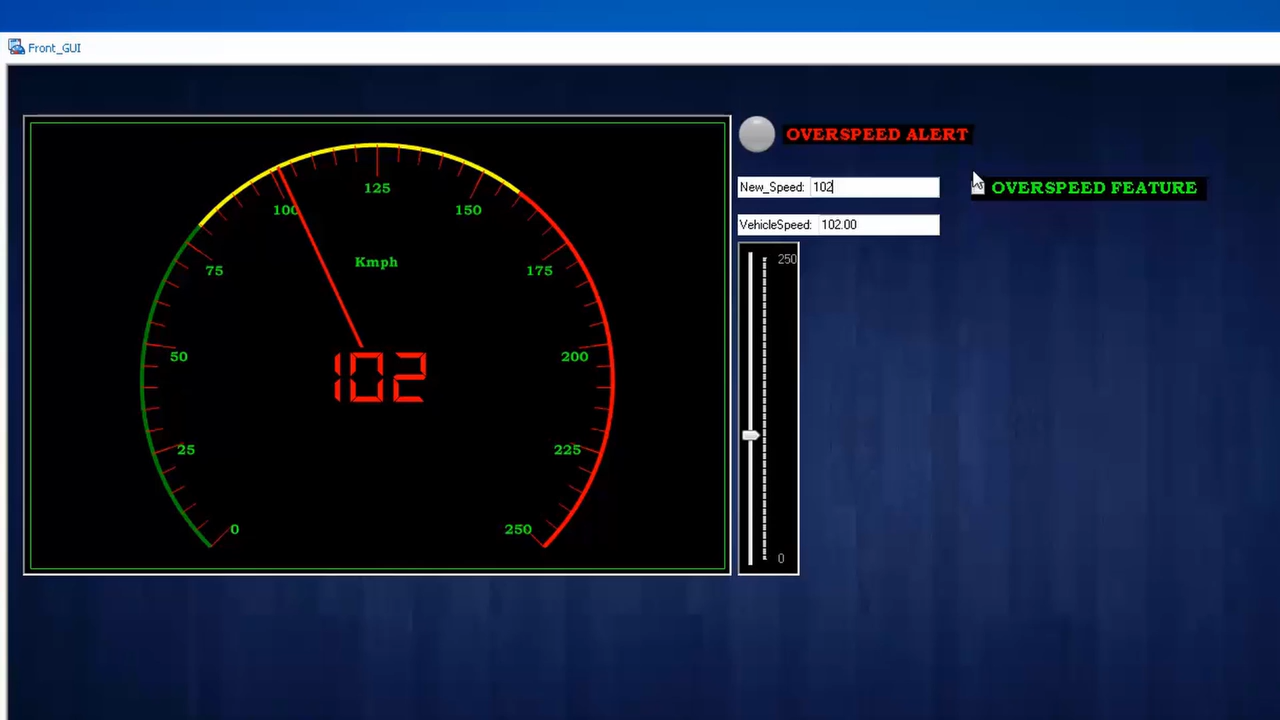 Front_GUI
OVERSPEED ALERT
New_Speed: 102
OVERSPEED FEATURE
VehicleSpeed: 102.00
125
100
150
Kmph
75
175
50
200
102
25
225
0
250
250
0